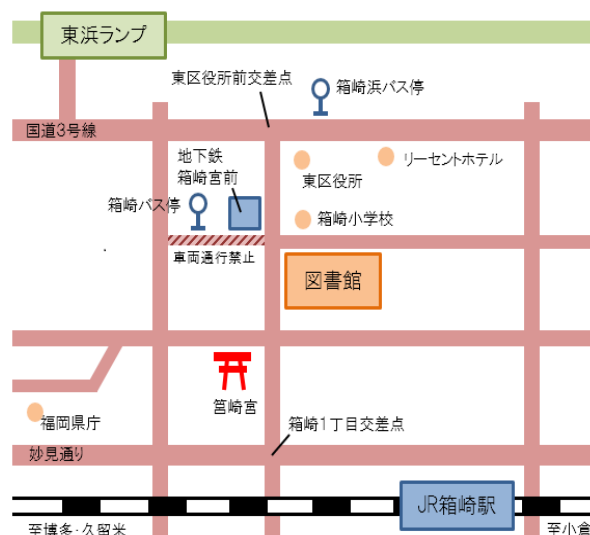 東浜ランプ
東区役所前交差点
箱崎浜バス停
国道3号線
地下鉄
箱崎宮前
リーセントホテル
東区役所
箱崎バス停
箱崎小学校
車両通行禁止
図書館
筥崎宮
福岡県庁
箱崎1丁目交差点
妙見通り
JR箱崎駅
至博多・久留米
至小倉